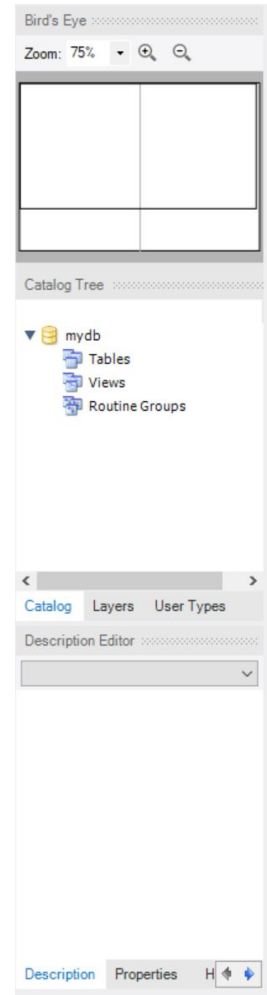 Bird's Eye
Zoom: 75%
Catalog Tree
mydb
Tables
Views
Routine Groups
Catalog Layers User Types
Description Editor
Description Properties H